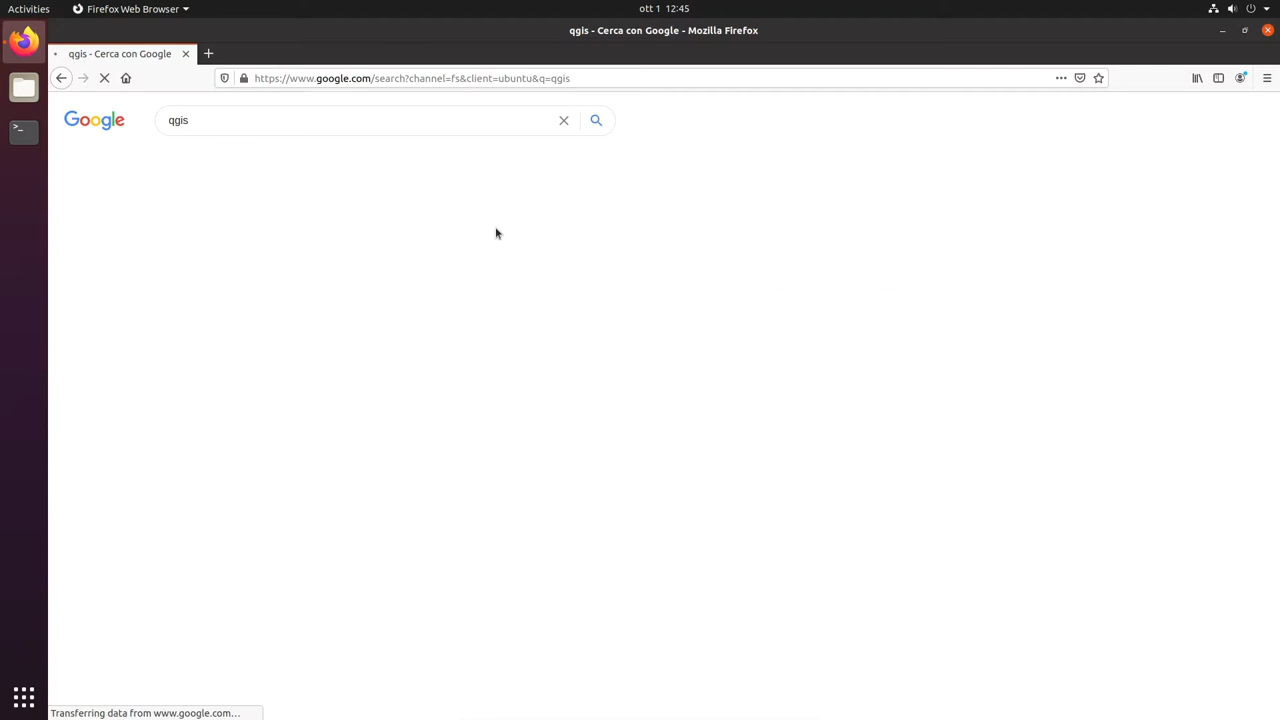 Activities
Firefox Web Browser
ott 1 12:45
qgis - Cerca con Google - Mozilla Firefox
qgis - Cerca con Google
https://www.google.com/search?channel=fs&client=ubuntu&q=qgis
Google
qgis
Transferring data from www.google.com…